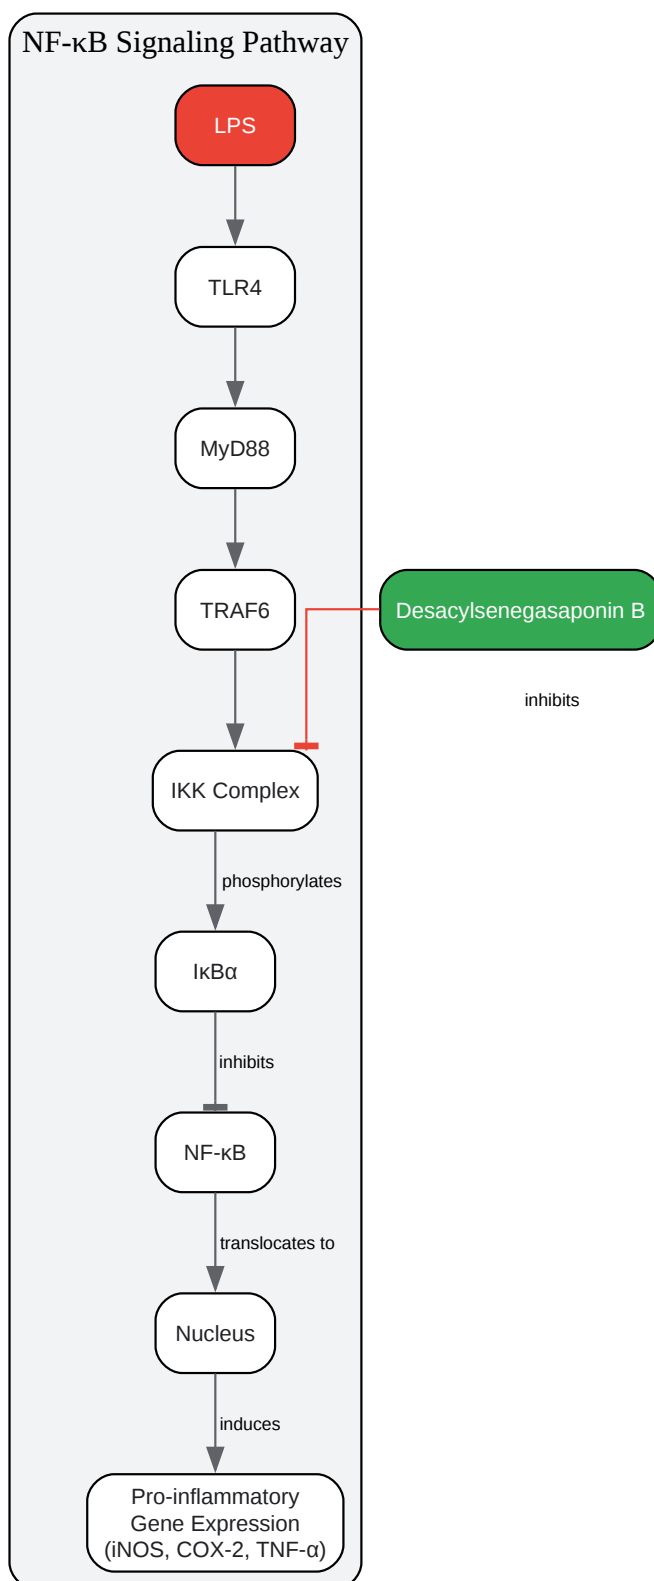 NF-κB Signaling Pathway
LPS
TLR4
MyD88
TRAF6
Desacylsenegasaponin B
inhibits
IKK Complex
phosphorylates
IκBα
inhibits
NF-κB
translocates to
Nucleus
induces
Pro-inflammatory
Gene Expression
(iNOS, COX-2, TNF-α)